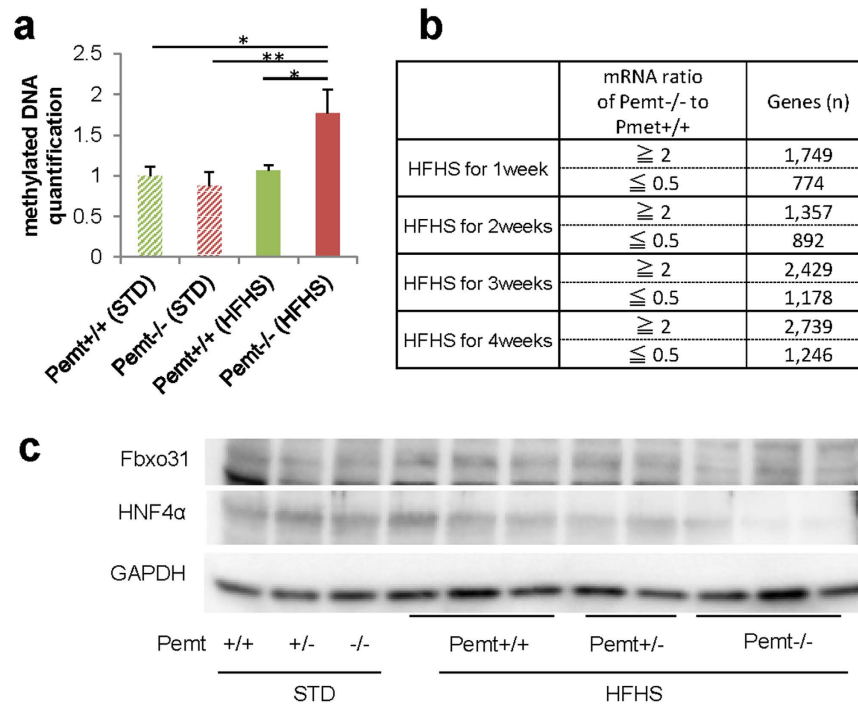 a
*
**
*
2.5
2
1.5
1
0.5
0
methylated DNA
quantification
Pemt+/+ (STD)
Pemt-/- (STD)
Pemt+/+ (HFHS)
Pemt-/- (HFHS)
b
mRNA ratio
of Pemt-/- to
Pmet+/+
Genes (n)
HFHS for 1week
≧ 2 1,749
≦ 0.5 774
HFHS for 2weeks
≧ 2 1,357
≦ 0.5 892
HFHS for 3weeks
≧ 2 2,429
≦ 0.5 1,178
HFHS for 4weeks
≧ 2 2,739
≦ 0.5 1,246
c
Fbxo31
HNF4α
GAPDH
Pemt +/+ +/- -/- Pemt+/+ Pemt+/- Pemt-/-
STD HFHS